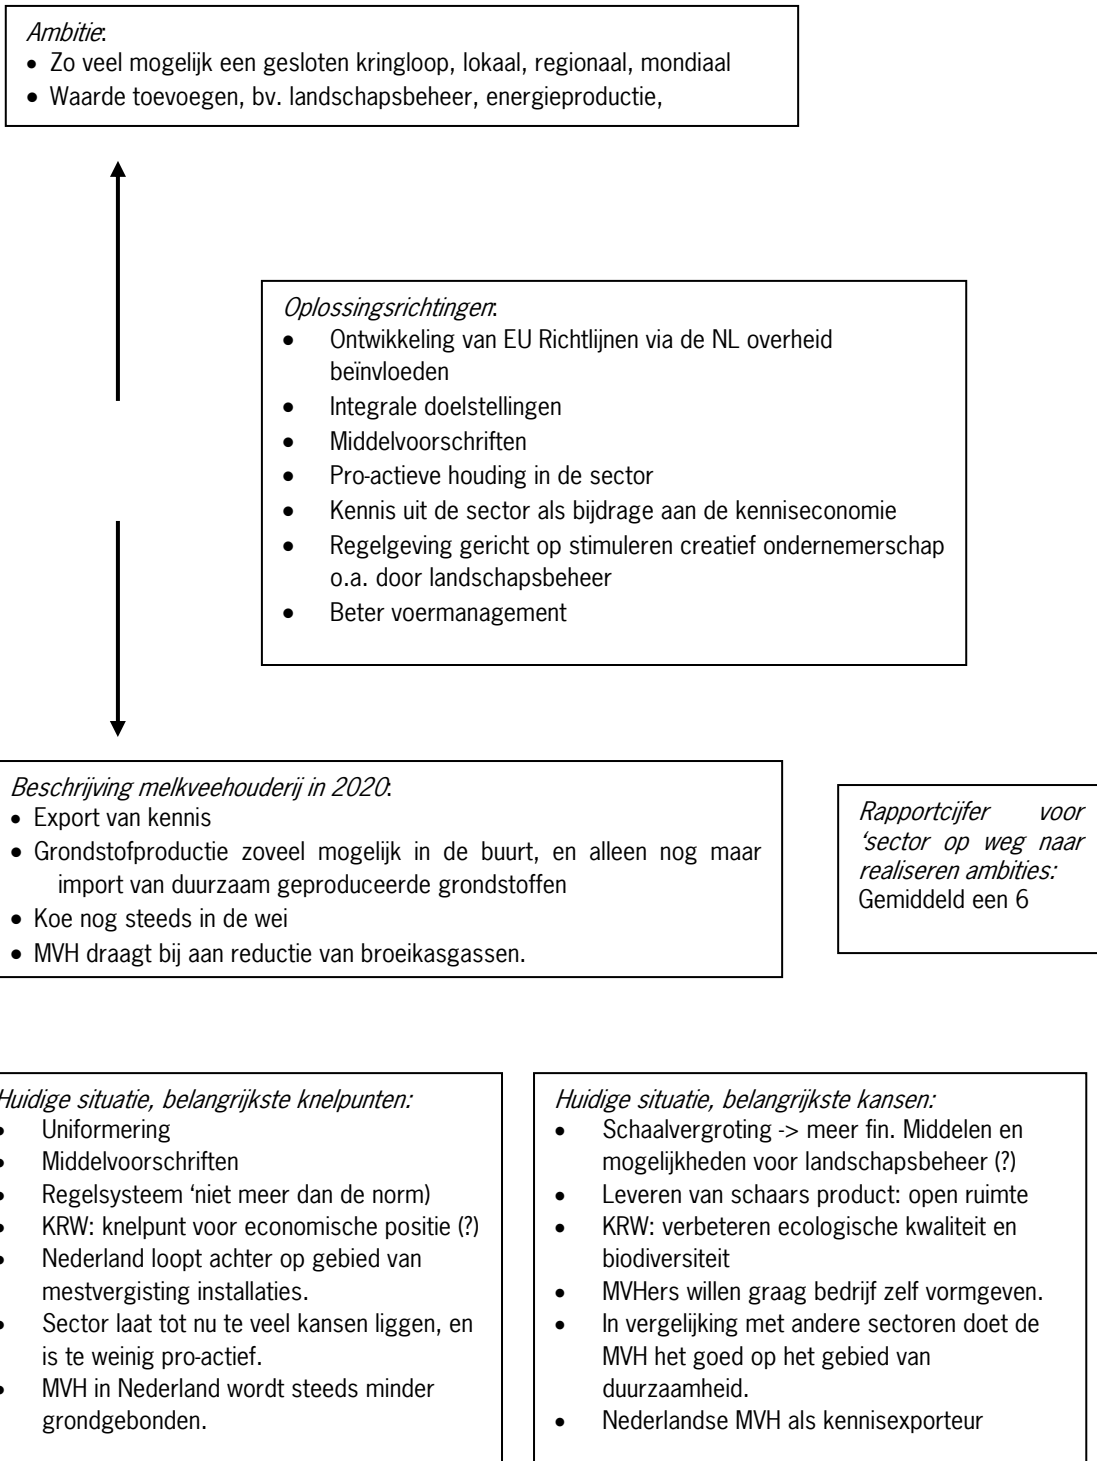 Ambitie:
• Zo veel mogelijk een gesloten kringloop, lokaal, regionaal, mondiaal
• Waarde toevoegen, bv. landschapsbeheer, energieproductie,
Oplossingsrichtingen:
• Ontwikkeling van EU Richtlijnen via de NL overheid
beïnvloeden
• Integrale doelstellingen
• Middelvoorschriften
• Pro-actieve houding in de sector
• Kennis uit de sector als bijdrage aan de kenniseconomie
• Regelgeving gericht op stimuleren creatief ondernemerschap
o.a. door landschapsbeheer
• Beter voermanagement
Beschrijving melkveehouderij in 2020:
• Export van kennis
• Grondstofproductie zoveel mogelijk in de buurt, en alleen nog maar
import van duurzaam geproduceerde grondstoffen
• Koe nog steeds in de wei
• MVH draagt bij aan reductie van broeikasgassen.
Rapportcijfer voor
‘sector op weg naar
realiseren ambities:
Gemiddeld een 6
Huidige situatie, belangrijkste knelpunten:
• Uniformering
• Middelvoorschriften
• Regelsysteem ‘niet meer dan de norm)
• KRW: knelpunt voor economische positie (?)
• Nederland loopt achter op gebied van
mestvergisting installaties.
• Sector laat tot nu te veel kansen liggen, en
is te weinig pro-actief.
• MVH in Nederland wordt steeds minder
grondgebonden.
Huidige situatie, belangrijkste kansen:
• Schaalvergroting -> meer fin. Middelen en
mogelijkheden voor landschapsbeheer (?)
• Leveren van schaars product: open ruimte
• KRW: verbeteren ecologische kwaliteit en
biodiversiteit
• MVHers willen graag bedrijf zelf vormgeven.
• In vergelijking met andere sectoren doet de
MVH het goed op het gebied van
duurzaamheid.
• Nederlandse MVH als kennisexporteur